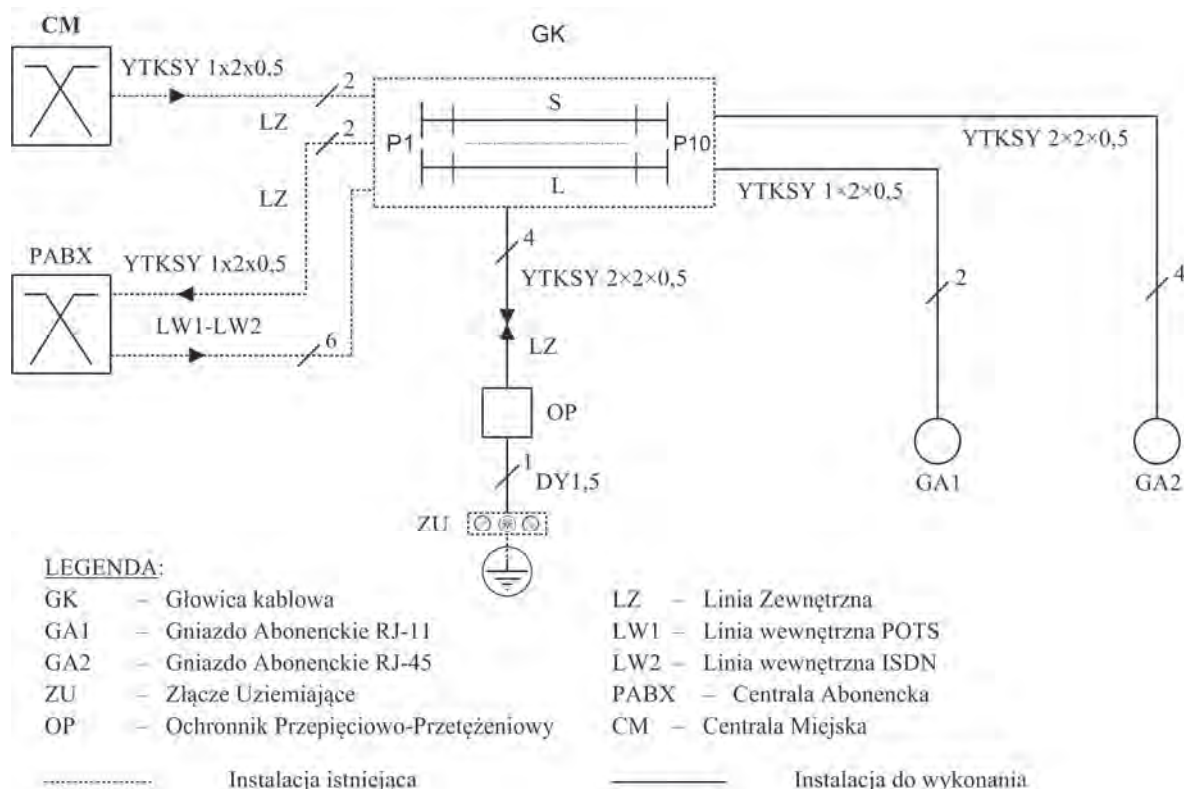 CM
GK
YTKSY 1x2x0,5
2
LZ
S
P1
P10
L
2
LZ
YTKSY 2×2×0,5
YTKSY 1×2×0,5
PABX
YTKSY 1x2x0,5
LW1-LW2
6
4
YTKSY 2×2×0,5
LZ
2
4
OP
1
DY1,5
ZU
GA1
GA2
LEGENDA:
GK – Głowica kablowa
GA1 – Gniazdo Abonenckie RJ-11
GA2 – Gniazdo Abonenckie RJ-45
ZU – Złącze Uziemiające
OP – Ochronnik Przepięciowo-Przetężeniowy
LZ – Linia Zewnętrzna
LW1 – Linia wewnętrzna POTS
LW2 – Linia wewnętrzna ISDN
PABX – Centrala Abonencka
CM – Centrala Miejska
Instalacja istniejąca
Instalacja do wykonania